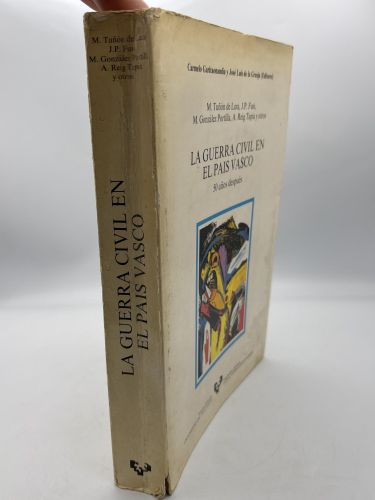 M. Tuñón de Lara,
J.P. Fusi,
M. González Portilla,
A. Reig Tapia
y otros
LA GUERRA CIVIL EN
EL PAIS VASCO
Carmelo Garitaonandía y José Luis de la Granja (Editores)
M. Tuñón de Lara, J.P. Fusi,
M. González Portilla, A. Reig Tapia y otros
LA GUERRA CIVIL EN
EL PAIS VASCO
50 años después